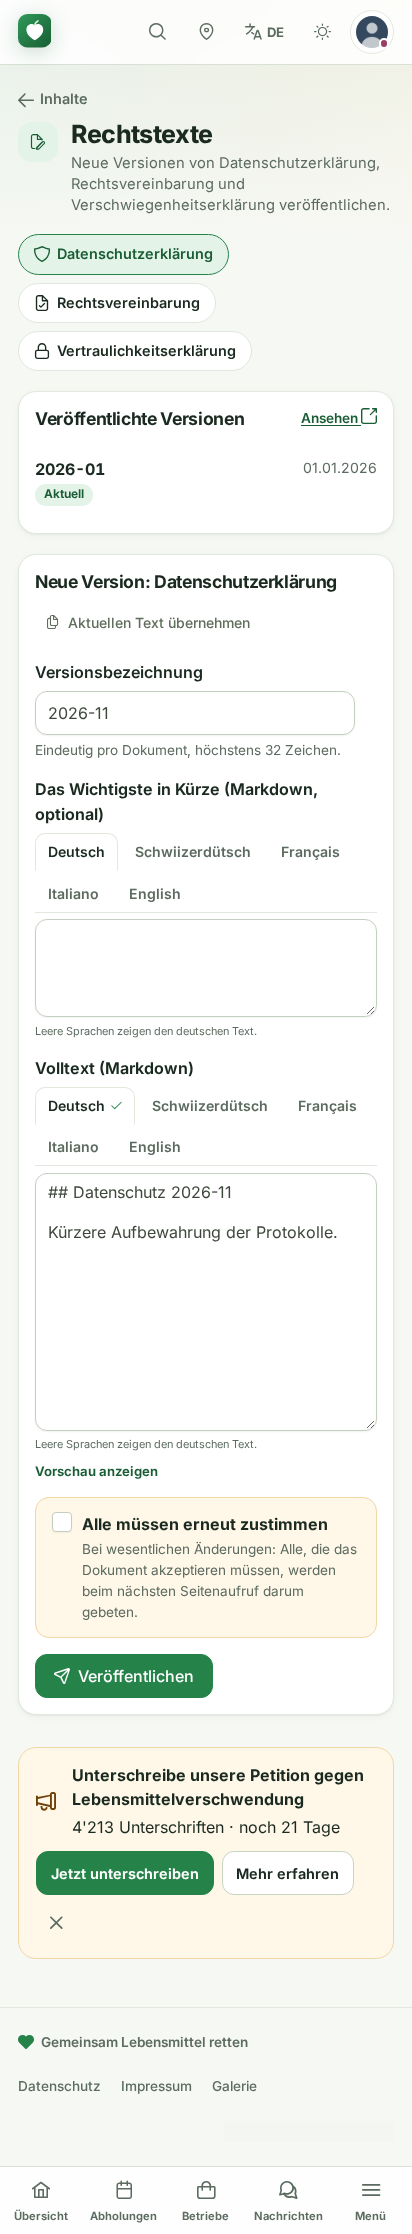 DE
Inhalte
Rechtstexte
Neue Versionen von Datenschutzerklärung,
Rechtsvereinbarung und
Verschwiegenheitserklärung veröffentlichen.
Datenschutzerklärung
Rechtsvereinbarung
Vertraulichkeitserklärung
Veröffentlichte Versionen
Ansehen
2026-01
01.01.2026
Aktuell
Neue Version: Datenschutzerklärung
Aktuellen Text übernehmen
Versionsbezeichnung
2026-11
Eindeutig pro Dokument, höchstens 32 Zeichen.
Das Wichtigste in Kürze (Markdown,
optional)
Deutsch Schwiizerdütsch Français
Italiano English
Leere Sprachen zeigen den deutschen Text.
Volltext (Markdown)
Deutsch Schwiizerdütsch Français
Italiano English
## Datenschutz 2026-11
Kürzere Aufbewahrung der Protokolle.
Leere Sprachen zeigen den deutschen Text.
Vorschau anzeigen
Alle müssen erneut zustimmen
Bei wesentlichen Änderungen: Alle, die das
Dokument akzeptieren müssen, werden
beim nächsten Seitenaufruf darum
gebeten.
Veröffentlichen
Unterschreibe unsere Petition gegen
Lebensmittelverschwendung
4'213 Unterschriften · noch 21 Tage
Jetzt unterschreiben Mehr erfahren
Gemeinsam Lebensmittel retten
Datenschutz Impressum Galerie
Übersicht Abholungen Betriebe Nachrichten Menü